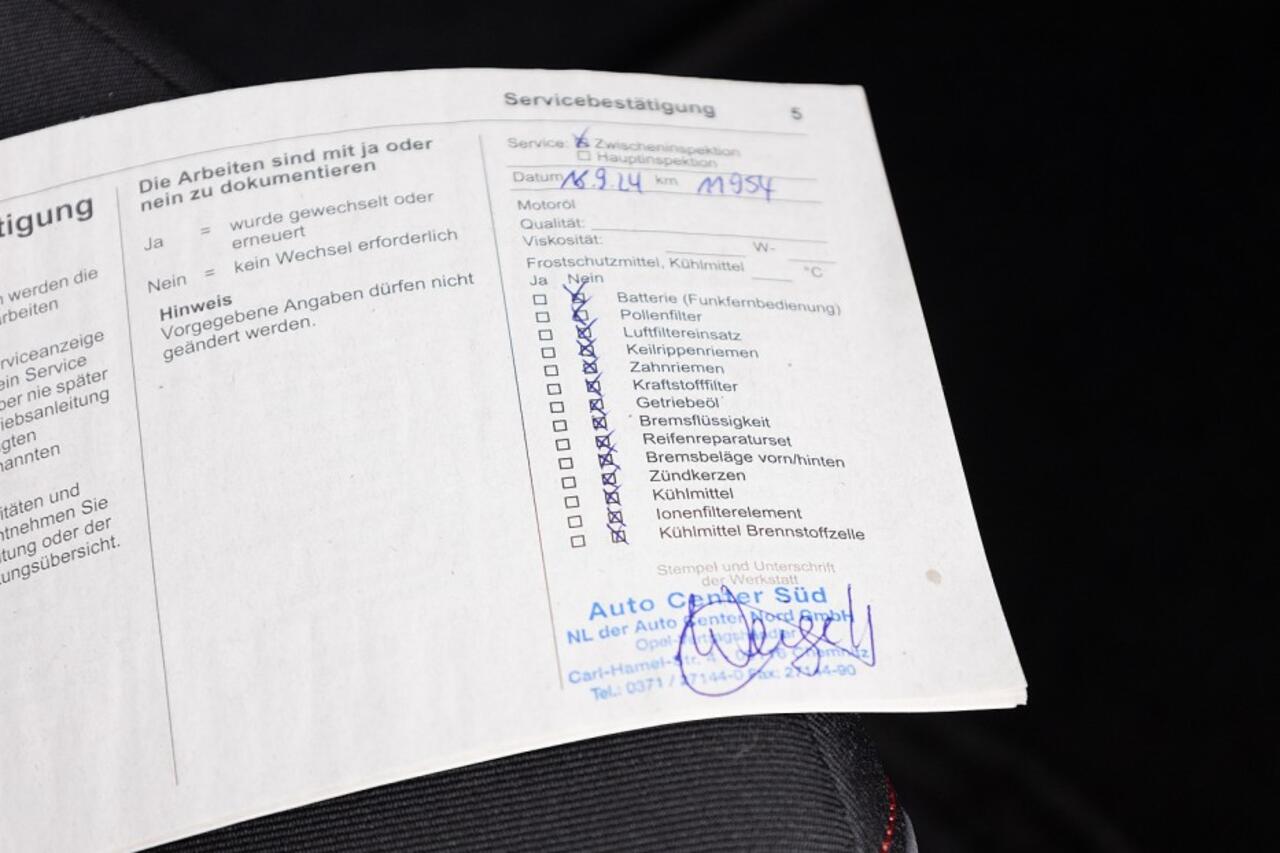 Servicebestätigung 5
tigung
n werden die
rbeiten
rviceanzeige
ein Service
ber nie später
iebsanleitung
gten
nannten
itäten und
ntnehmen Sie
tung oder der
ungsübersicht.
Die Arbeiten sind mit ja oder
nein zu dokumentieren
Ja = wurde gewechselt oder
erneuert
Nein = kein Wechsel erforderlich
Hinweis
Vorgegebene Angaben dürfen nicht
geändert werden.
Service: Zwischeninspektion
Hauptinspektion
Datum 16.9.24 km 11954
Motoröl
Qualität:
Viskosität: W-
Frostschutzmittel, Kühlmittel °C
Ja Nein
Batterie (Funkfernbedienung)
Pollenfilter
Luftfiltereinsatz
Keilrippenriemen
Zahnriemen
Kraftstofffilter
Getriebeöl
Bremsflüssigkeit
Reifenreparaturset
Bremsbeläge vorn/hinten
Zündkerzen
Kühlmittel
Ionenfilterelement
Kühlmittel Brennstoffzelle
Stempel und Unterschrift
der Werkstatt
Auto Center Süd
NL der Auto Center Nord GmbH
Opel-Vertragshändler
Carl-Hamel-Str. 4 Chemnitz
Tel.: 0371 / 27144-0 Fax: 27144-90